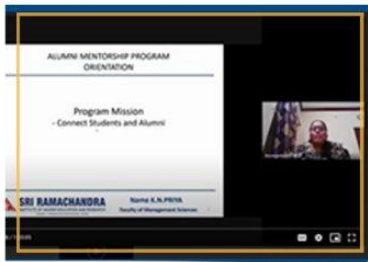 ALUMNI MENTORSHIP PROGRAM
ORIENTATION
Program Mission
- Connect Students and Alumni
SRI RAMACHANDRA
Name K.N.PRIYA
Faculty of Management Sciences